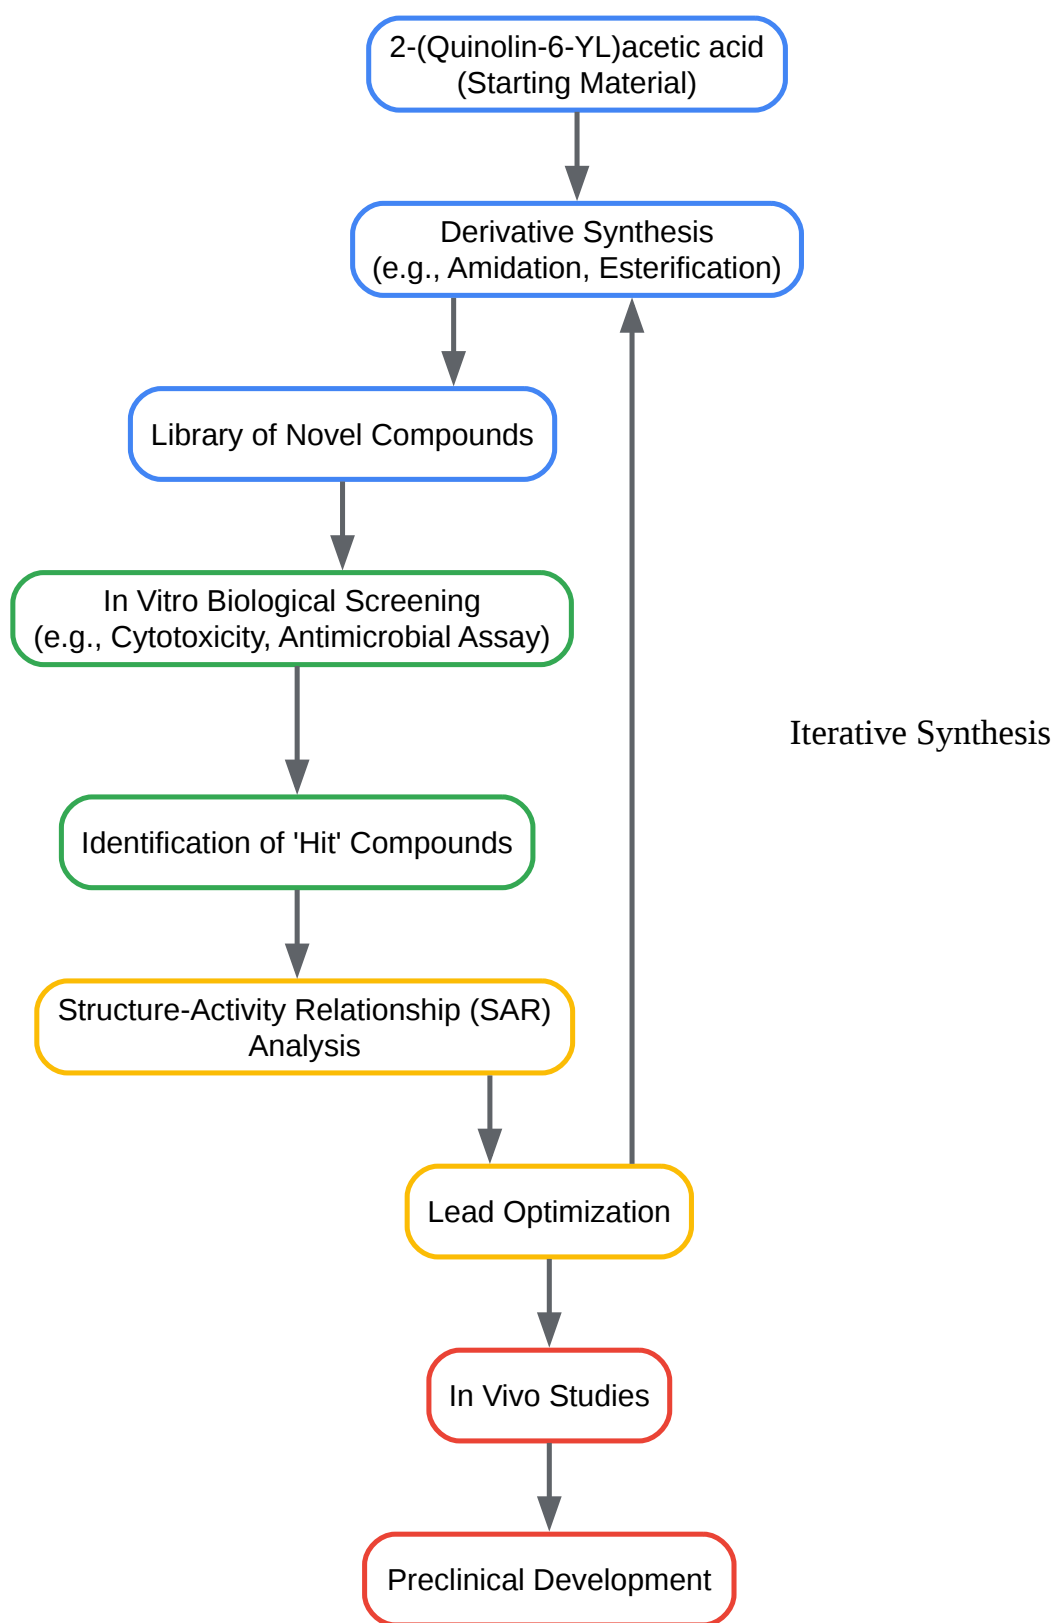 2-(Quinolin-6-YL)acetic acid
(Starting Material)
Derivative Synthesis
(e.g., Amidation, Esterification)
Library of Novel Compounds
In Vitro Biological Screening
(e.g., Cytotoxicity, Antimicrobial Assay)
Iterative Synthesis
Identification of 'Hit' Compounds
Structure-Activity Relationship (SAR)
Analysis
Lead Optimization
In Vivo Studies
Preclinical Development